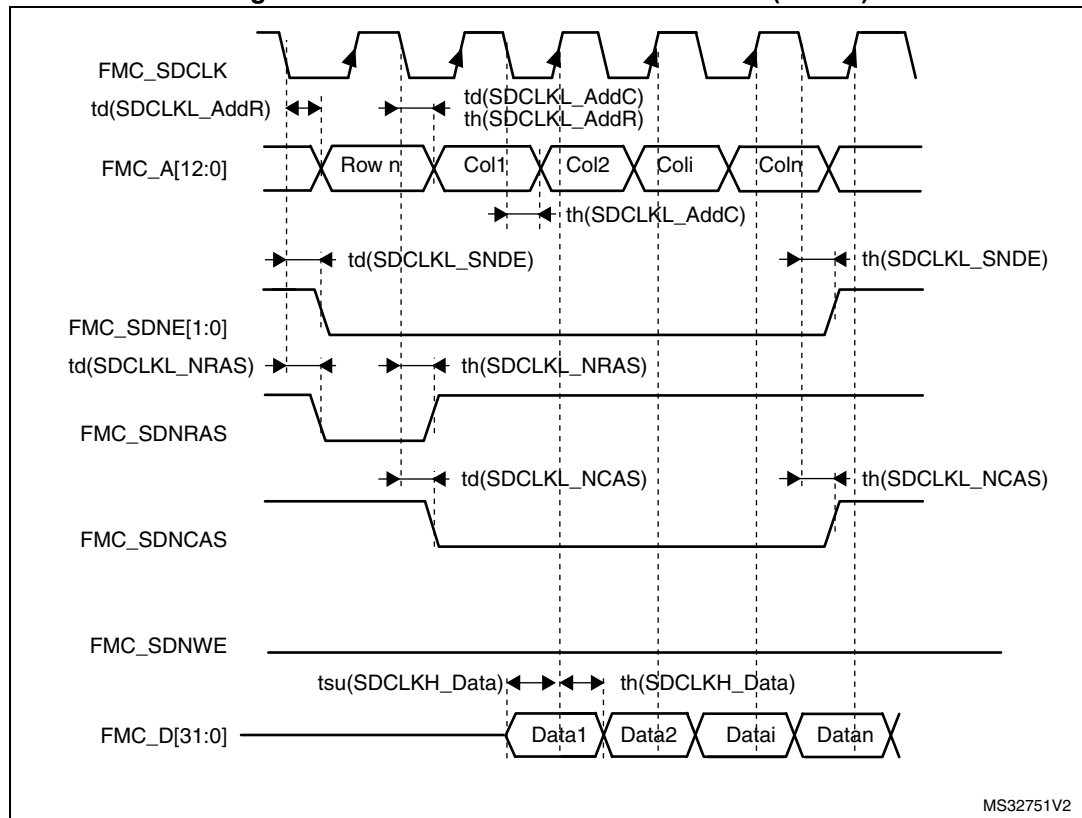 FMC_SDCLK
td(SDCLKL_AddR)
td(SDCLKL_AddC)
th(SDCLKL_AddR)
FMC_A[12:0]
Row n
Col1
Col2
Coli
Coln
th(SDCLKL_AddC)
td(SDCLKL_SNDE)
th(SDCLKL_SNDE)
FMC_SDNE[1:0]
td(SDCLKL_NRAS)
th(SDCLKL_NRAS)
FMC_SDNRAS
td(SDCLKL_NCAS)
th(SDCLKL_NCAS)
FMC_SDNCAS
FMC_SDNWE
tsu(SDCLKH_Data)
th(SDCLKH_Data)
FMC_D[31:0]
Data1
Data2
Datai
Datan
MS32751V2